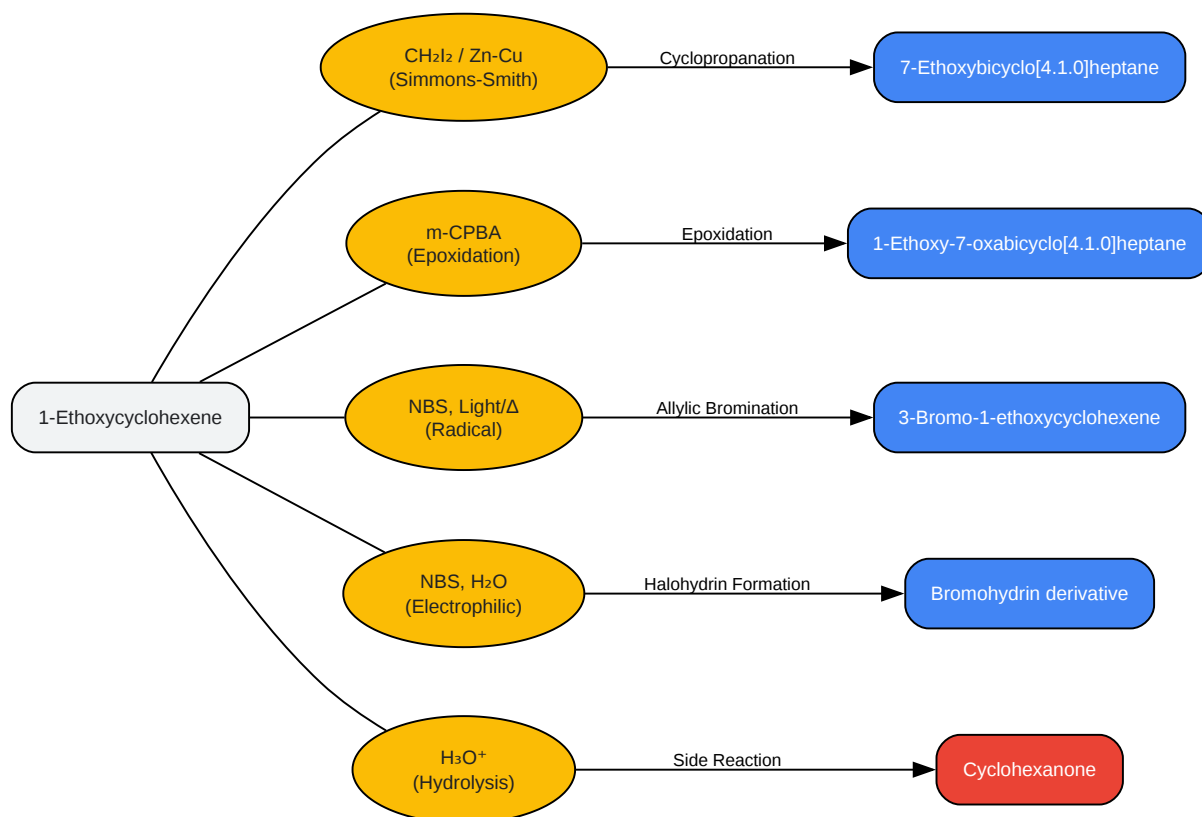 CH₂I₂ / Zn-Cu
(Simmons-Smith)
Cyclopropanation
7-Ethoxybicyclo[4.1.0]heptane
m-CPBA
(Epoxidation)
Epoxidation
1-Ethoxy-7-oxabicyclo[4.1.0]heptane
1-Ethoxycyclohexene
NBS, Light/Δ
(Radical)
Allylic Bromination
3-Bromo-1-ethoxycyclohexene
NBS, H₂O
(Electrophilic)
Halohydrin Formation
Bromohydrin derivative
H₃O⁺
(Hydrolysis)
Side Reaction
Cyclohexanone